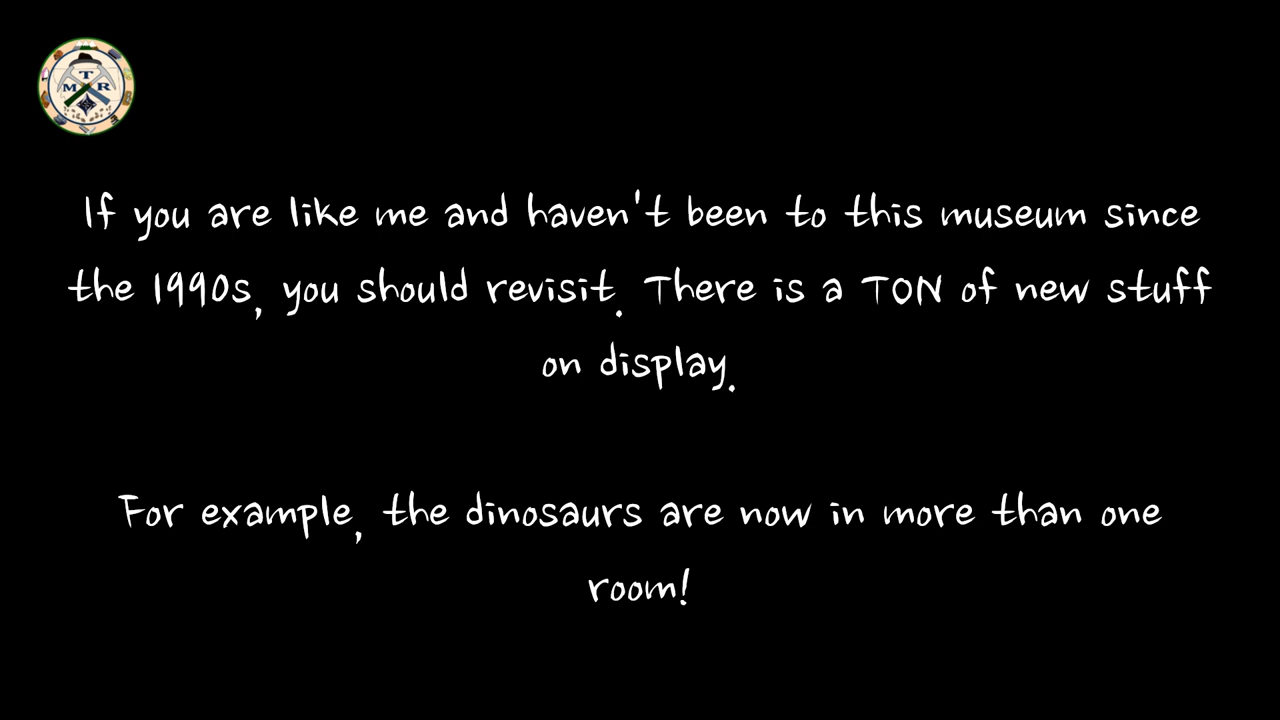 T
M R
If you are like me and haven't been to this museum since
the 1990s, you should revisit. There is a TON of new stuff
on display.
For example, the dinosaurs are now in more than one
room!